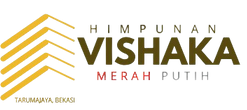 HIMPUNAN
VISHAKA
MERAH PUTIH
TARUMAJAYA, BEKASI